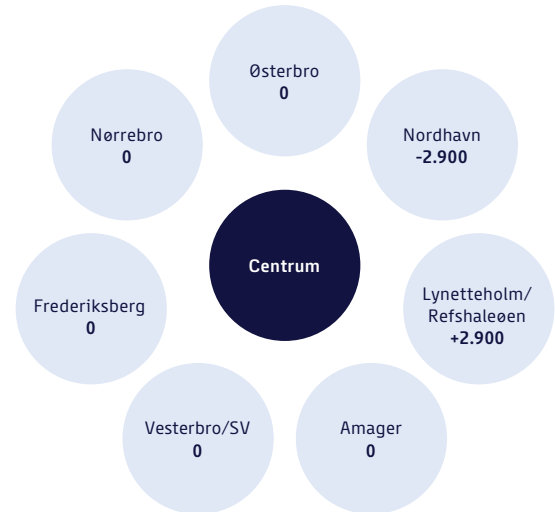 Østerbro
0
Nørrebro
0
Nordhavn
-2.900
Centrum
Frederiksberg
0
Lynetteholm/
Refshaleøen
+2.900
Vesterbro/SV
0
Amager
0